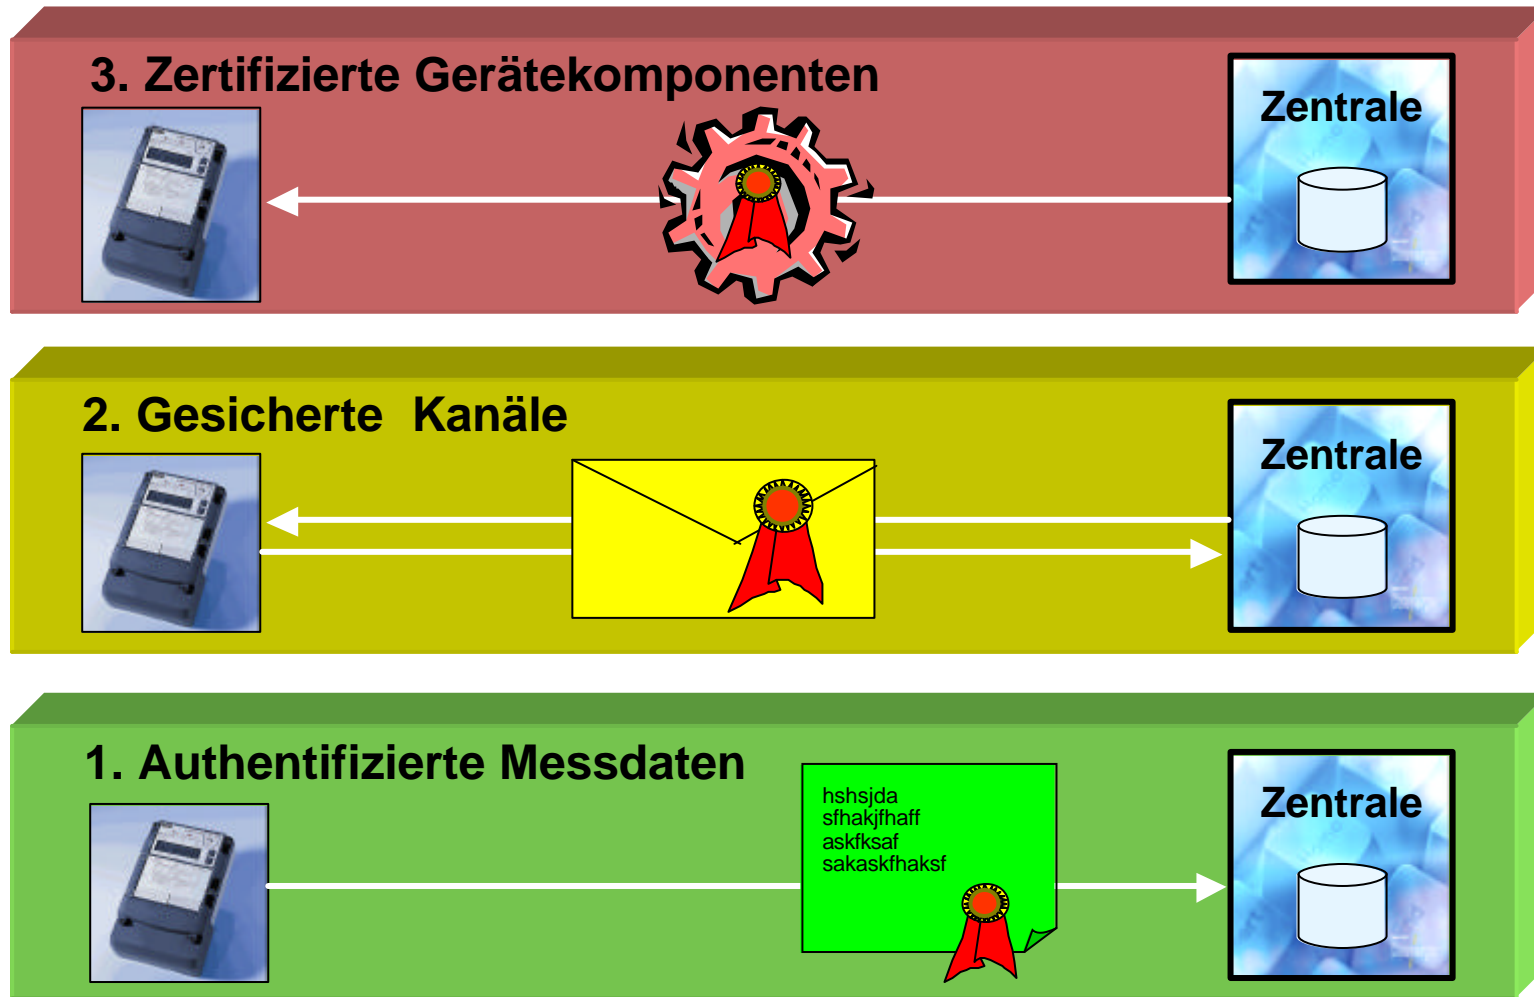 3. Zertifizierte Gerätekomponenten
Zentrale
2. Gesicherte Kanäle
Zentrale
1. Authentifizierte Messdaten
hshsjda
sfhakjfhaff
askfksaf
sakaskfhaksf
Zentrale